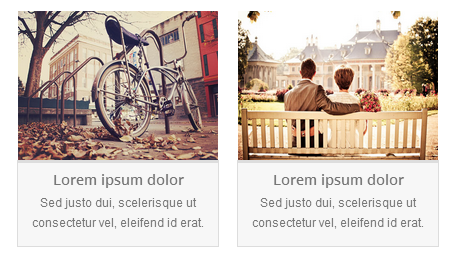 Lorem ipsum dolor
Sed justo dui, scelerisque ut
consectetur vel, eleifend id erat.
Lorem ipsum dolor
Sed justo dui, scelerisque ut
consectetur vel, eleifend id erat.